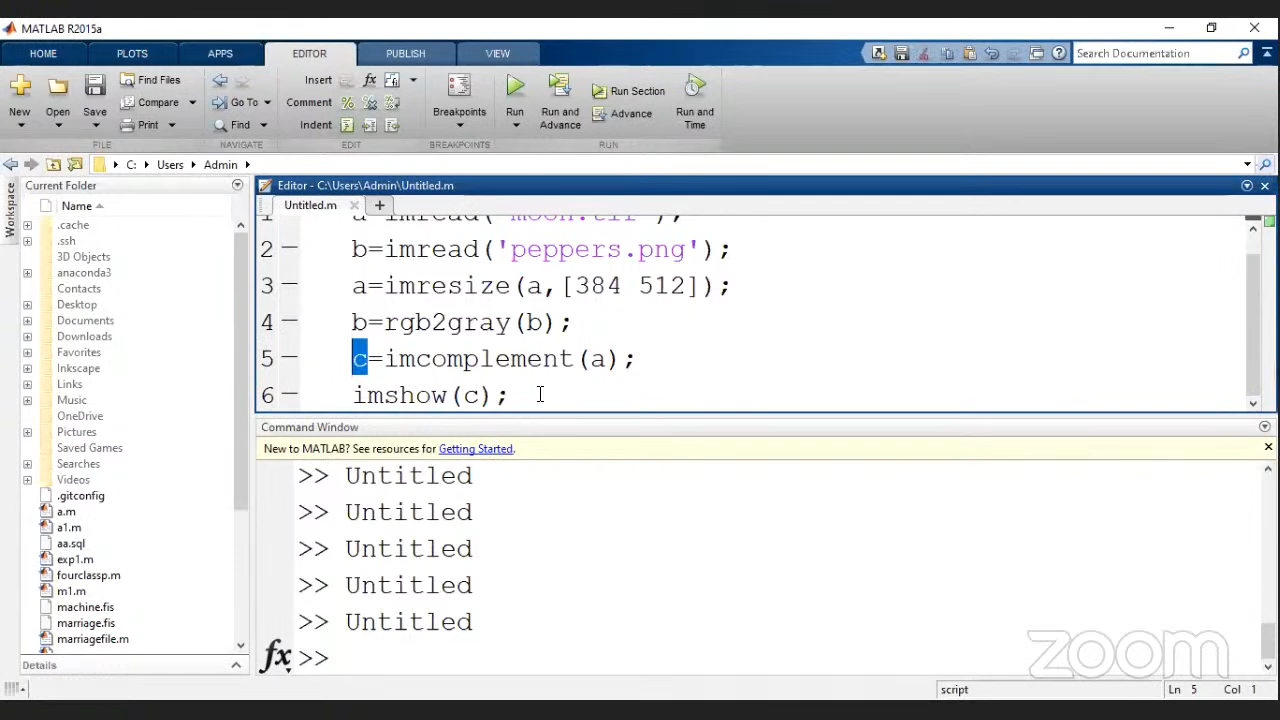 MATLAB R2015a
HOME PLOTS APPS EDITOR PUBLISH VIEW Search Documentation
New Open Save Find Files Compare Print Go To Find Insert Comment Indent Breakpoints Run Run and Advance Run Section Advance Run and Time
FILE NAVIGATE EDIT BREAKPOINTS RUN
C: Users Admin
Current Folder
Workspace
Name
.cache
.ssh
3D Objects
anaconda3
Contacts
Desktop
Documents
Downloads
Favorites
Inkscape
Links
Music
OneDrive
Pictures
Saved Games
Searches
Videos
.gitconfig
a.m
a1.m
aa.sql
exp1.m
fourclassp.m
m1.m
machine.fis
marriage.fis
marriagefile.m
Details
Editor - C:\Users\Admin\Untitled.m
Untitled.m
1 a=imread('moon.tif');
2 b=imread('peppers.png');
3 a=imresize(a,[384 512]);
4 b=rgb2gray(b);
5 c=imcomplement(a);
6 imshow(c);
Command Window
New to MATLAB? See resources for Getting Started.
>> Untitled
>> Untitled
>> Untitled
>> Untitled
>> Untitled
fx >>
zoom
script Ln 5 Col 1